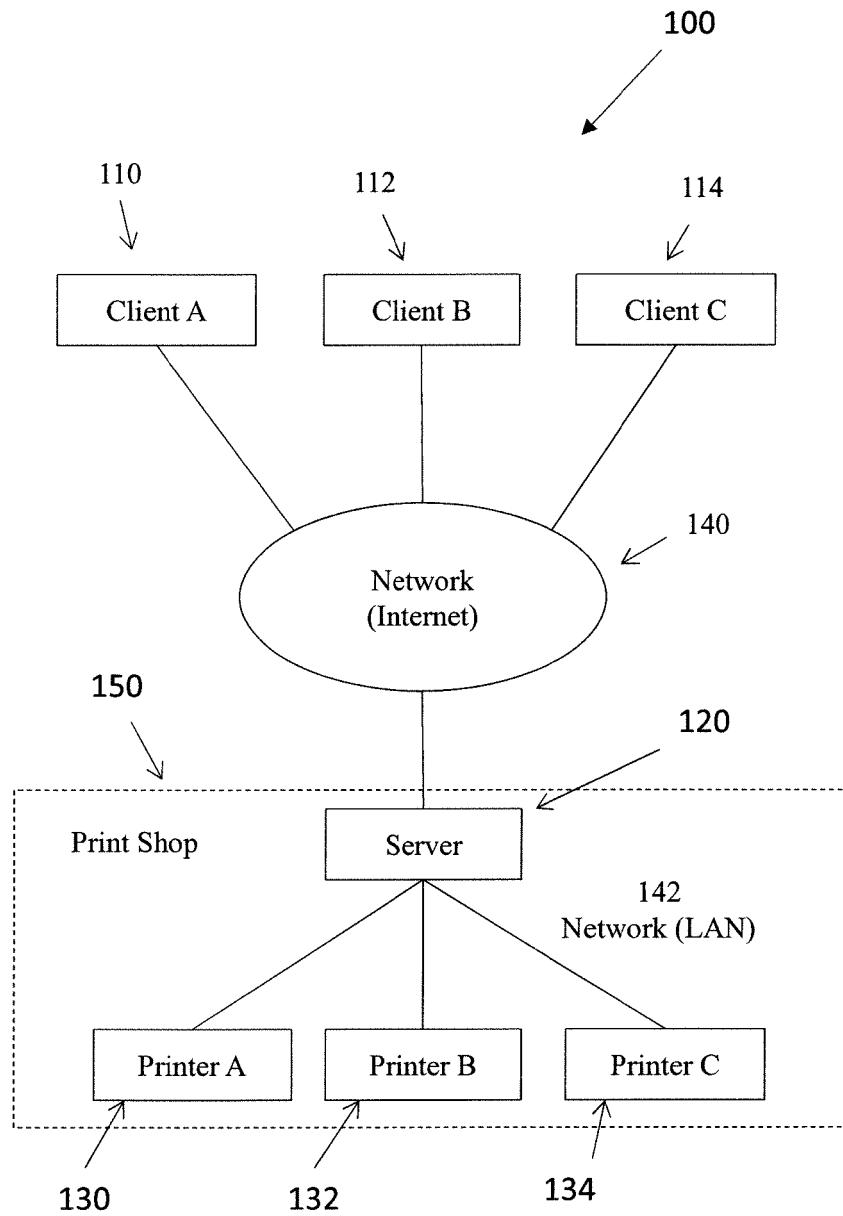 100
110
112
114
Client A
Client B
Client C
140
Network
(Internet)
150
120
Print Shop
Server
142
Network (LAN)
Printer A
Printer B
Printer C
130
132
134